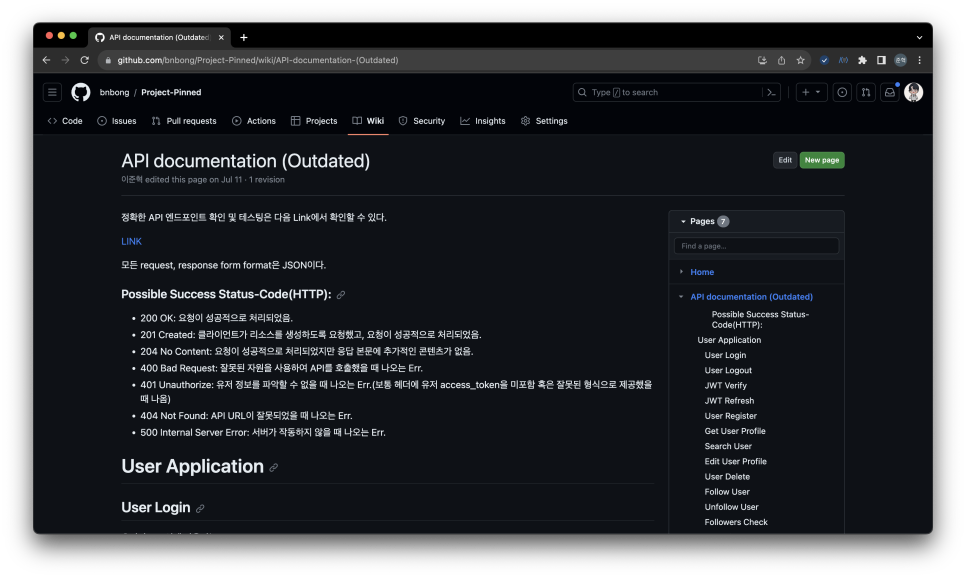 API documentation (Outdated)
github.com/bnbong/Project-Pinned/wiki/API-documentation-(Outdated)
bnbong / Project-Pinned
Type / to search
Code Issues Pull requests Actions Projects Wiki Security Insights Settings
API documentation (Outdated)
Edit New page
이준혁 edited this page on Jul 11 · 1 revision
정확한 API 엔드포인트 확인 및 테스팅은 다음 Link에서 확인할 수 있다.
LINK
모든 request, response form format은 JSON이다.
Possible Success Status-Code(HTTP):
• 200 OK: 요청이 성공적으로 처리되었음.
• 201 Created: 클라이언트가 리소스를 생성하도록 요청했고, 요청이 성공적으로 처리되었음.
• 204 No Content: 요청이 성공적으로 처리되었지만 응답 본문에 추가적인 콘텐츠가 없음.
• 400 Bad Request: 잘못된 자원을 사용하여 API를 호출했을 때 나오는 Err.
• 401 Unauthorize: 유저 정보를 파악할 수 없을 때 나오는 Err.(보통 헤더에 유저 access_token을 미포함 혹은 잘못된 형식으로 제공했을
때 나옴)
• 404 Not Found: API URL이 잘못되었을 때 나오는 Err.
• 500 Internal Server Error: 서버가 작동하지 않을 때 나오는 Err.
User Application
User Login
Pages 7
Find a page...
Home
API documentation (Outdated)
Possible Success Status-
Code(HTTP):
User Application
User Login
User Logout
JWT Verify
JWT Refresh
User Register
Get User Profile
Search User
Edit User Profile
User Delete
Follow User
Unfollow User
Followers Check